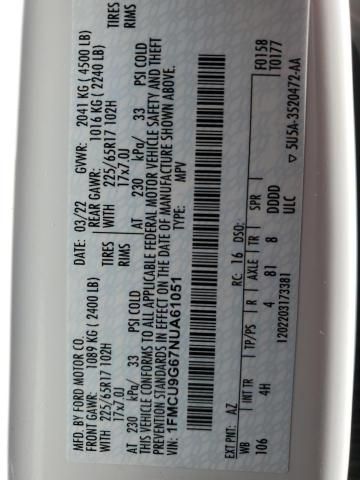 MFD. BY FORD MOTOR CO.
DATE: 03/22 GVWR: 2041 KG ( 4500 LB)
FRONT GAWR: 1089 KG (2400 LB) REAR GAWR: 1016 KG ( 2240 LB)
WITH 225/65R17 102H WITH 225/65R17 102H TIRES
17x7.0J 17x7.0J RIMS
AT 230 kPa/ 33 PSI COLD AT 230 kPa/ 33 PSI COLD
THIS VEHICLE CONFORMS TO ALL APPLICABLE FEDERAL MOTOR VEHICLE SAFETY AND THEFT
PREVENTION STANDARDS IN EFFECT ON THE DATE OF MANUFACTURE SHOWN ABOVE.
VIN: 1FMCU9G67NUA61051 TYPE: MPV
F0158
F0177
EXT PNT: AZ RC: 16 DSO:
WB INT TR TP/PS R AXLE TR SPR
106 4H 4 81 8 DDDD
ULC
1202203173381
▽ 5U5A-3520472-AA
TIRES
RIMS